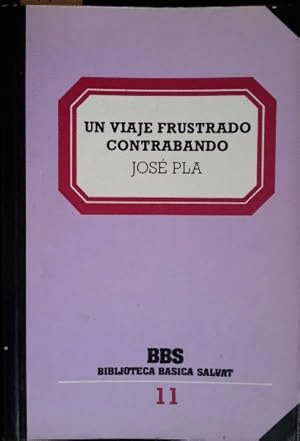 UN VIAJE FRUSTRADO
CONTRABANDO
JOSÉ PLA
BBS
BIBLIOTECA BASICA SALVAT
11